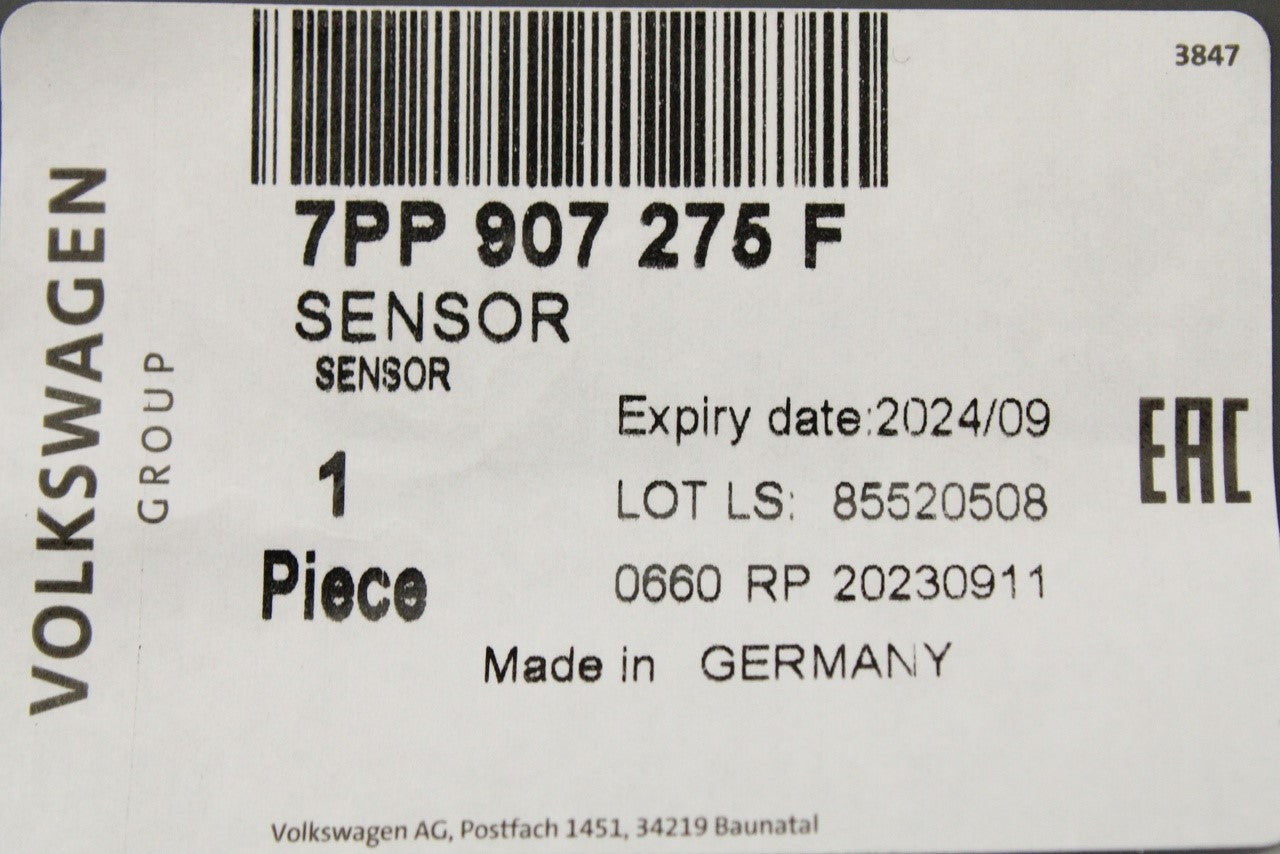 3847
VOLKSWAGEN
GROUP
7PP 907 275 F
SENSOR
SENSOR
1
Piece
Expiry date:2024/09
LOT LS: 85520508
0660 RP 20230911
Made in GERMANY
EAC
Volkswagen AG, Postfach 1451, 34219 Baunatal